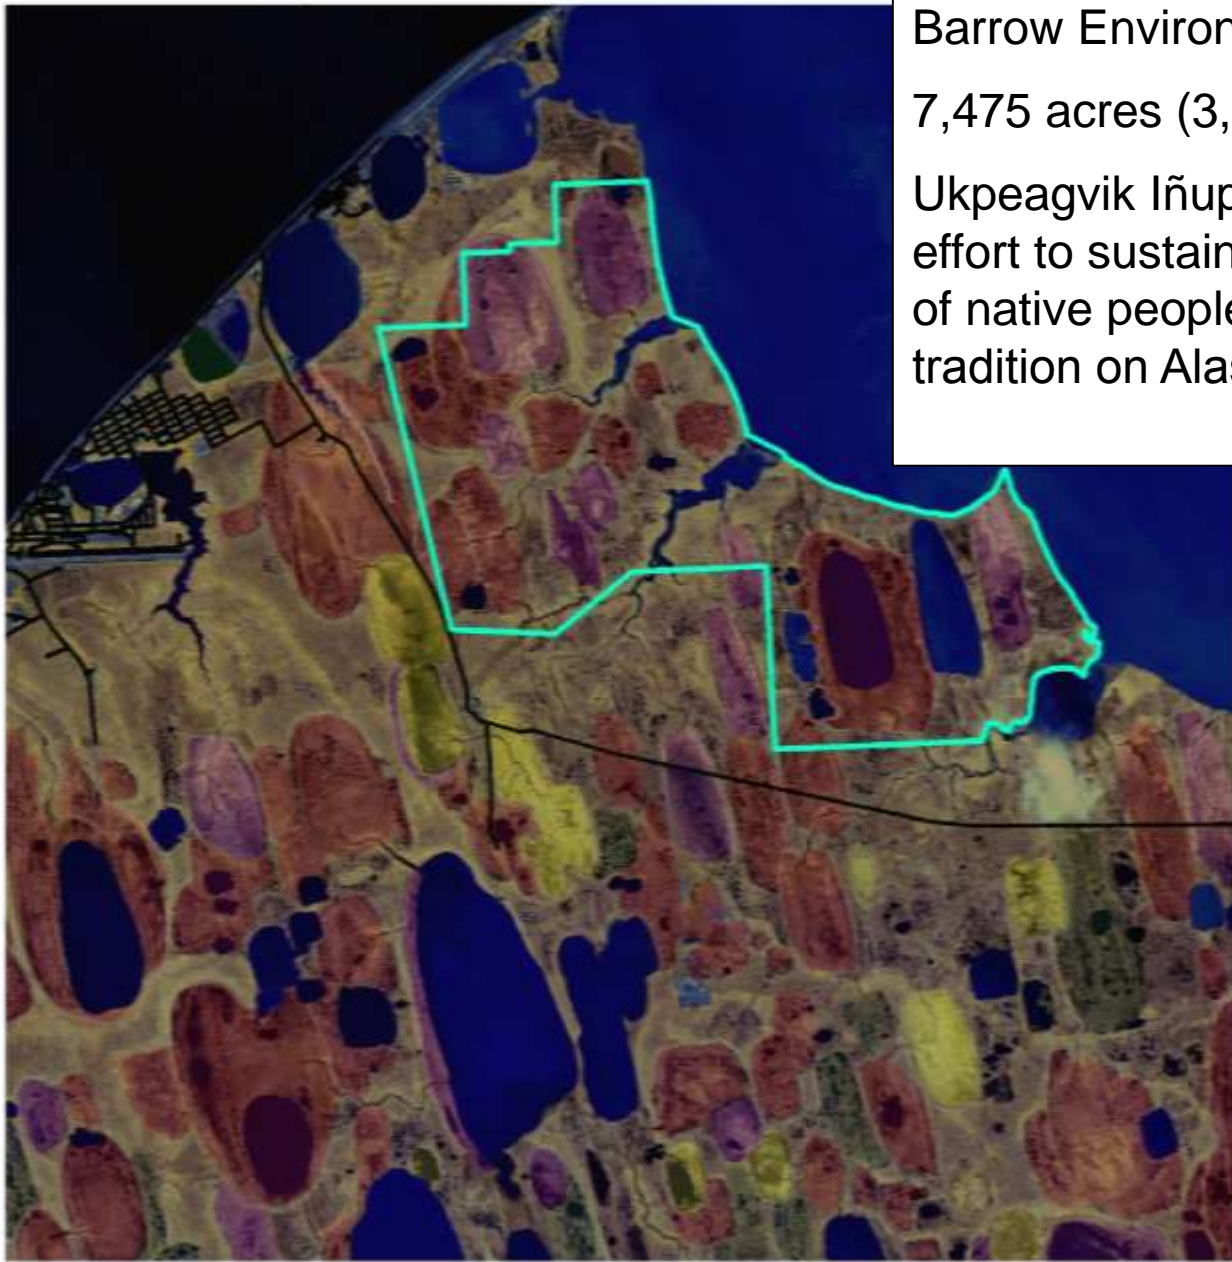 Barrow Environ
7,475 acres (3,
Ukpeagvik Iñup
effort to sustain
of native people
tradition on Alas